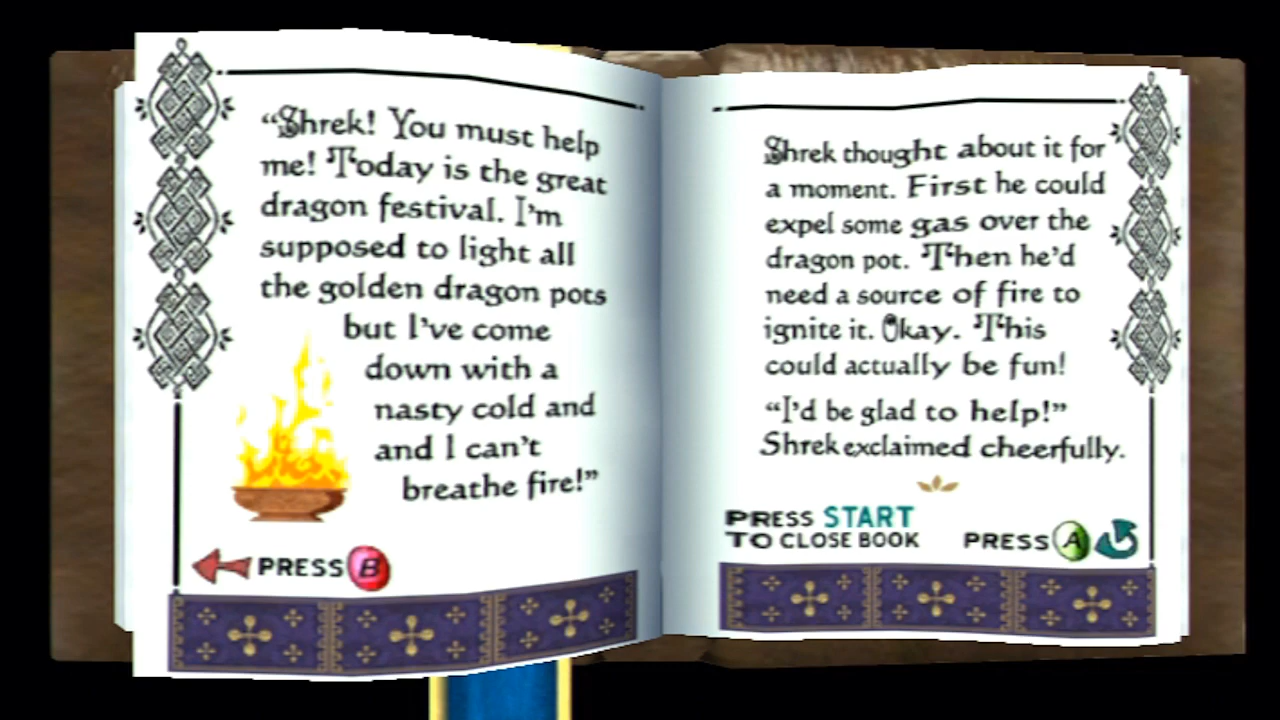 “Shrek! You must help
me! Today is the great
dragon festival. I’m
supposed to light all
the golden dragon pots
but I’ve come
down with a
nasty cold and
and I can’t
breathe fire!”
PRESS B
Shrek thought about it for
a moment. First he could
expel some gas over the
dragon pot. Then he’d
need a source of fire to
ignite it. Okay. This
could actually be fun!
“I’d be glad to help!”
Shrek exclaimed cheerfully.
PRESS START
TO CLOSE BOOK
PRESS A